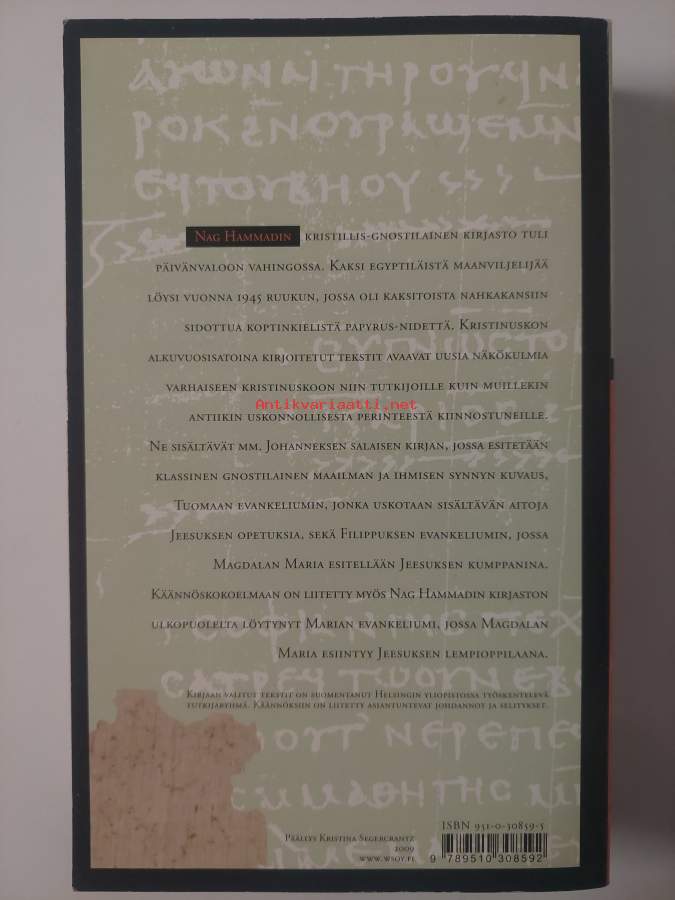 Nag Hammadin kristillis-gnostilainen kirjasto tuli
päivänvaloon vahingossa. Kaksi egyptiläistä maanviljelijää
löysi vuonna 1945 ruukun, jossa oli kaksitoista nahkakansiin
sidottua koptinkielistä papyrus-nidettä. Kristinuskon
alkuvuosisatoina kirjoitetut tekstit avaavat uusia näkökulmia
varhaiseen kristinuskoon niin tutkijoille kuin muillekin
Antikvariaatti.net
antiikin uskonnollisesta perinteestä kiinnostuneille.
Ne sisältävät mm. Johanneksen salaisen kirjan, jossa esitetään
klassinen gnostilainen maailman ja ihmisen synnyn kuvaus,
Tuomaan evankeliumin, jonka uskotaan sisältävän aitoja
Jeesuksen opetuksia, sekä Filippuksen evankeliumin, jossa
Magdalan Maria esitellään Jeesuksen kumppanina.
Käännöskokoelmaan on liitetty myös Nag Hammadin kirjaston
ulkopuolelta löytynyt Marian evankeliumi, jossa Magdalan
Maria esiintyy Jeesuksen lempioppilaana.
Kirjaan valitut tekstit on suomentanut Helsingin yliopistossa työskentelevä
tutkijaryhmä. Käännöksiin on liitetty asiantuntevat johdannot ja selitykset.
Päällys Kristina Segercrantz
2009
www.wsoy.fi
ISBN 951-0-30859-5
9 789510 308592